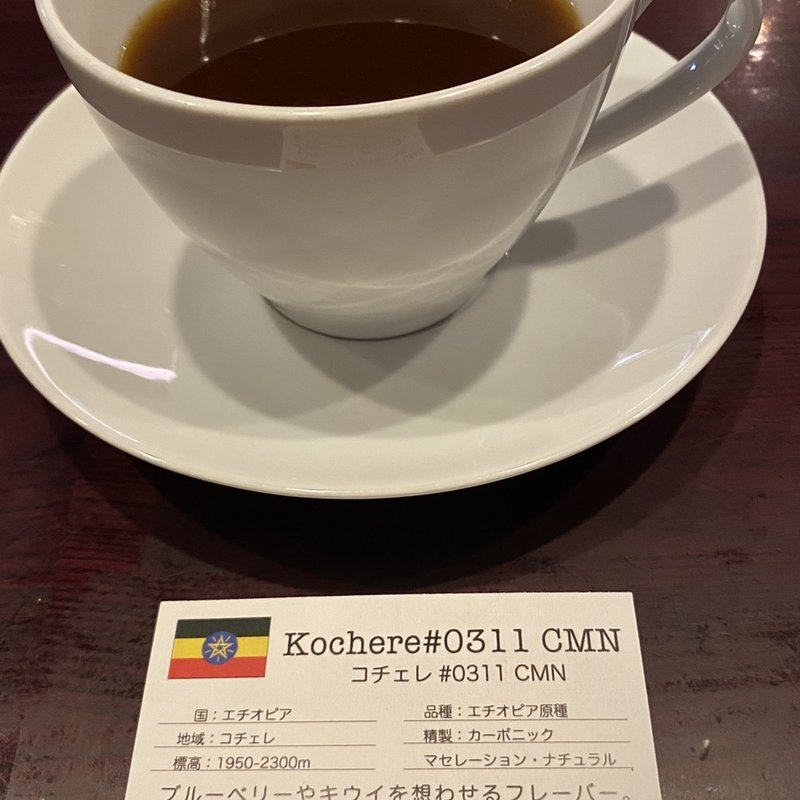 Kochere#0311 CMN
コチェレ #0311 CMN
国：エチオピア
品種：エチオピア原種
地域：コチェレ
精製：カーボニック
標高：1950-2300m
マセレーション・ナチュラル
ブルーベリーやキウイを想わせるフレーバー。